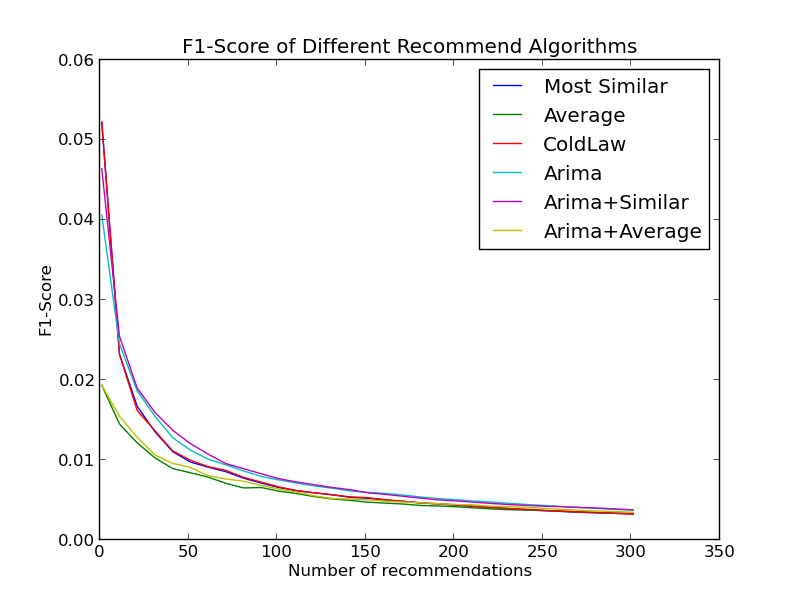 F1-Score of Different Recommend Algorithms
0.06
0.05
0.04
0.03
0.02
0.01
0.00
F1-Score
Most Similar
Average
ColdLaw
Arima
Arima+Similar
Arima+Average
0 50 100 150 200 250 300 350
Number of recommendations